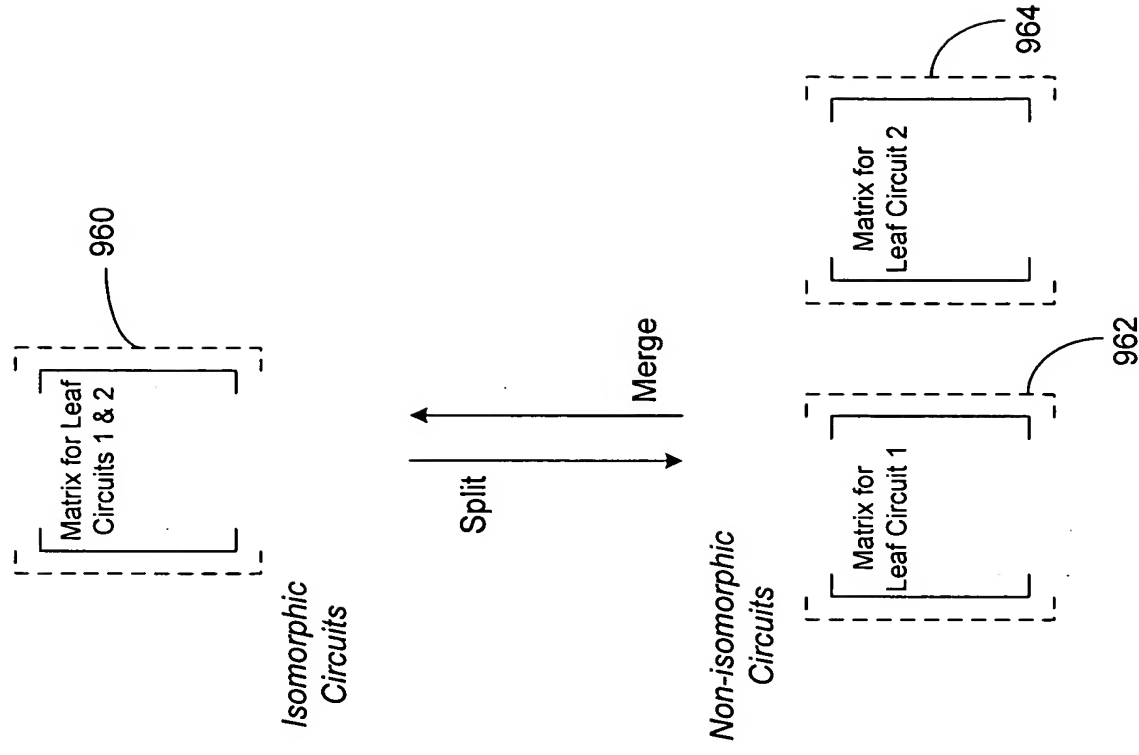 960
Matrix for Leaf
Circuits 1 & 2
Isomorphic
Circuits
Split
Merge
Non-isomorphic
Circuits
Matrix for
Leaf Circuit 1
962
Matrix for
Leaf Circuit 2
964